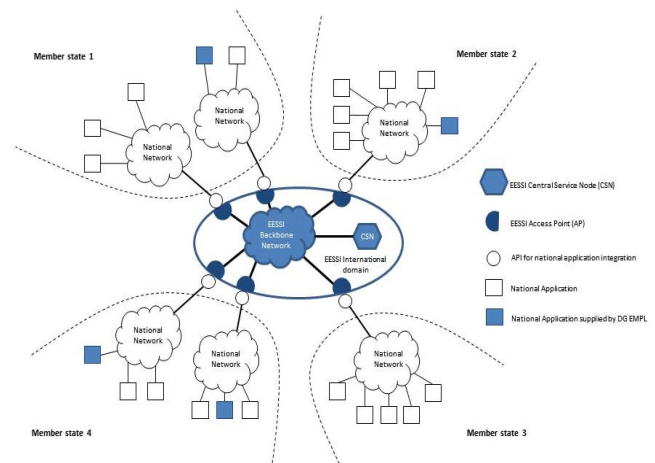 Member state 1
Member state 2
National
Network
National
Network
National
Network
EESSI
Backbone
Network
CSN
EESSI International
domain
EESSI Central Service Node (CSN)
EESSI Access Point (AP)
API for national application integration
National Application
National Application supplied by DG EMPL
National
Network
National
Network
National
Network
Member state 4
Member state 3